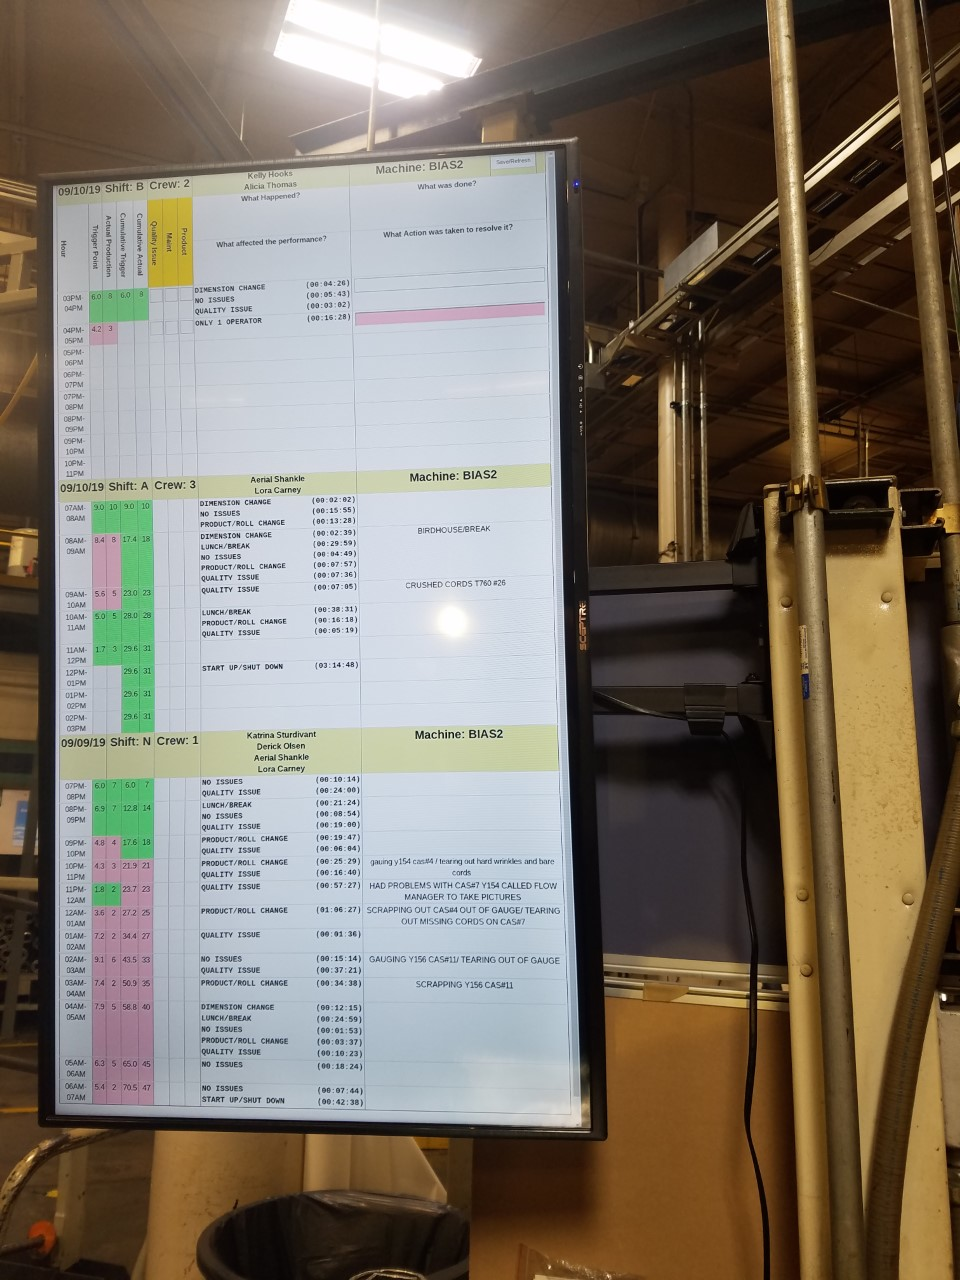 09/10/19 Shift: B Crew: 2 Kelly Hooks Machine: BIAS2 Save/Refresh
Alicia Thomas
What Happened? What was done?
Hour Trigger Point Actual Production Cumulative Trigger Cumulative Actual Quality Issue Maint Product
What affected the performance? What Action was taken to resolve it?
03PM-04PM 6.0 8 6.0 8 DIMENSION CHANGE (00:04:26)
NO ISSUES (00:05:43)
QUALITY ISSUE (00:03:02)
04PM-05PM 4.2 3 ONLY 1 OPERATOR (00:16:28)
05PM-06PM
06PM-07PM
07PM-08PM
08PM-09PM
09PM-10PM
10PM-11PM
09/10/19 Shift: A Crew: 3 Aerial Shankle Machine: BIAS2
Lora Carney
07AM-08AM 9.0 10 9.0 10 DIMENSION CHANGE (00:02:02)
NO ISSUES (00:15:55)
PRODUCT/ROLL CHANGE (00:13:28)
08AM-09AM 8.4 8 17.4 18 DIMENSION CHANGE (00:02:39) BIRDHOUSE/BREAK
LUNCH/BREAK (00:29:59)
NO ISSUES (00:04:49)
PRODUCT/ROLL CHANGE (00:07:57)
QUALITY ISSUE (00:07:36)
09AM-10AM 5.6 5 23.0 23 QUALITY ISSUE (00:07:05) CRUSHED CORDS T760 #26
10AM-11AM 5.0 5 28.0 28 LUNCH/BREAK (00:38:31)
PRODUCT/ROLL CHANGE (00:16:18)
QUALITY ISSUE (00:05:19)
11AM-12PM 1.7 3 29.6 31
12PM-01PM 29.6 31 START UP/SHUT DOWN (03:14:48)
01PM-02PM 29.6 31
02PM-03PM 29.6 31
09/09/19 Shift: N Crew: 1 Katrina Sturdivant Machine: BIAS2
Derick Olsen
Aerial Shankle
Lora Carney
07PM-08PM 6.0 7 6.0 7 NO ISSUES (00:10:14)
QUALITY ISSUE (00:24:00)
08PM-09PM 6.9 7 12.8 14 LUNCH/BREAK (00:21:24)
NO ISSUES (00:08:54)
QUALITY ISSUE (00:19:00)
09PM-10PM 4.8 4 17.6 18 PRODUCT/ROLL CHANGE (00:19:47)
QUALITY ISSUE (00:06:04)
10PM-11PM 4.3 3 21.9 21 PRODUCT/ROLL CHANGE (00:25:29) gauing y154 cas#4 / tearing out hard wrinkles and bare
QUALITY ISSUE (00:16:40) cords
11PM-12AM 1.8 2 23.7 23 QUALITY ISSUE (00:57:27) HAD PROBLEMS WITH CAS#7 Y154 CALLED FLOW
MANAGER TO TAKE PICTURES
12AM-01AM 3.6 2 27.2 25 PRODUCT/ROLL CHANGE (01:06:27) SCRAPPING OUT CAS#4 OUT OF GAUGE/ TEARING
OUT MISSING CORDS ON CAS#7
01AM-02AM 7.2 2 34.4 27 QUALITY ISSUE (00:01:36)
02AM-03AM 9.1 6 43.5 33 NO ISSUES (00:15:14) GAUGING Y156 CAS#11/ TEARING OUT OF GAUGE
QUALITY ISSUE (00:37:21)
03AM-04AM 7.4 2 50.9 35 PRODUCT/ROLL CHANGE (00:34:38) SCRAPPING Y156 CAS#11
04AM-05AM 7.9 5 58.8 40 DIMENSION CHANGE (00:12:15)
LUNCH/BREAK (00:24:59)
NO ISSUES (00:01:53)
PRODUCT/ROLL CHANGE (00:03:37)
QUALITY ISSUE (00:10:23)
05AM-06AM 6.3 5 65.0 45 NO ISSUES (00:18:24)
06AM-07AM 5.4 2 70.5 47 NO ISSUES (00:07:44)
START UP/SHUT DOWN (00:42:38)
SCEPTRE